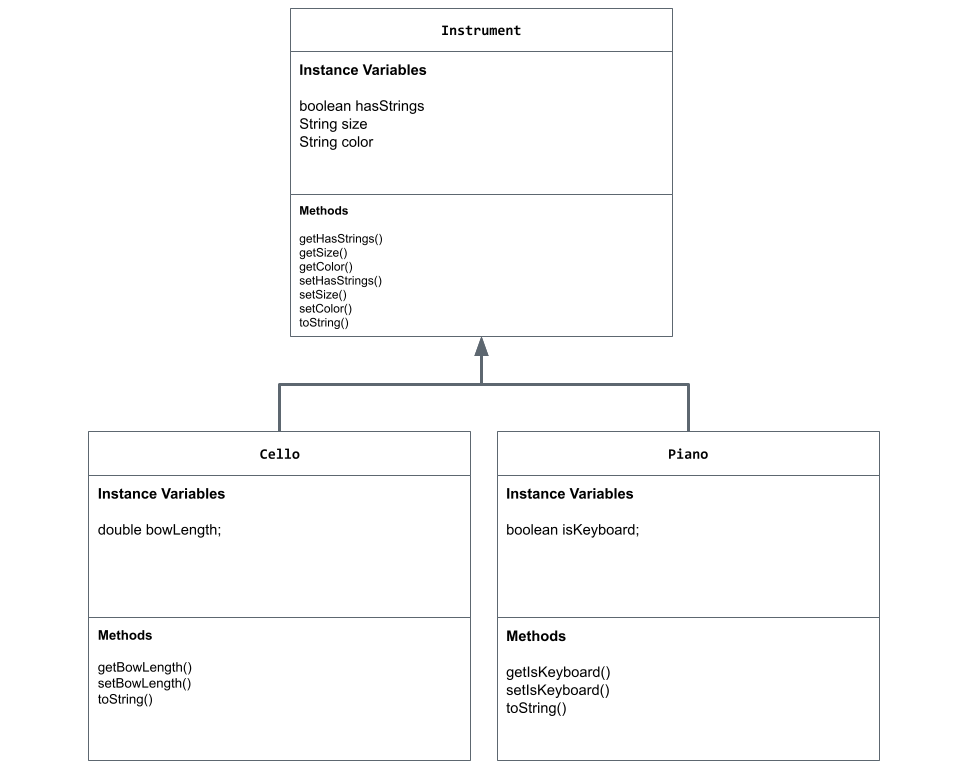 Instrument
Instance Variables
boolean hasStrings
String size
String color
Methods
getHasStrings()
getSize()
getColor()
setHasStrings()
setSize()
setColor()
toString()
Cello
Instance Variables
double bowLength;
Methods
getBowLength()
setBowLength()
toString()
Piano
Instance Variables
boolean isKeyboard;
Methods
getIsKeyboard()
setIsKeyboard()
toString()